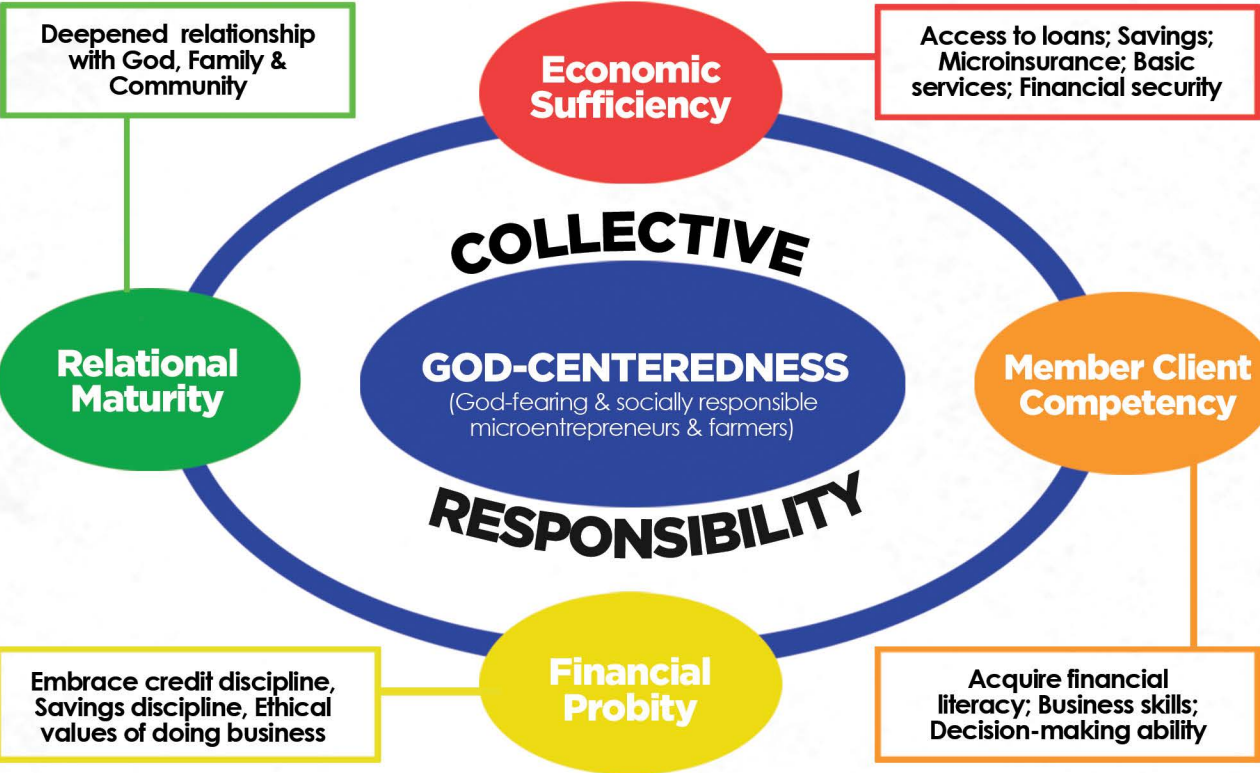 Deepened relationship
with God, Family &
Community
Economic
Sufficiency
Access to loans; Savings;
Microinsurance; Basic
services; Financial security
COLLECTIVE
Relational
Maturity
GOD-CENTEREDNESS
(God-fearing & socially responsible
microentrepreneurs & farmers)
Member Client
Competency
RESPONSIBILITY
Embrace credit discipline,
Savings discipline, Ethical
values of doing business
Financial
Probity
Acquire financial
literacy; Business skills;
Decision-making ability